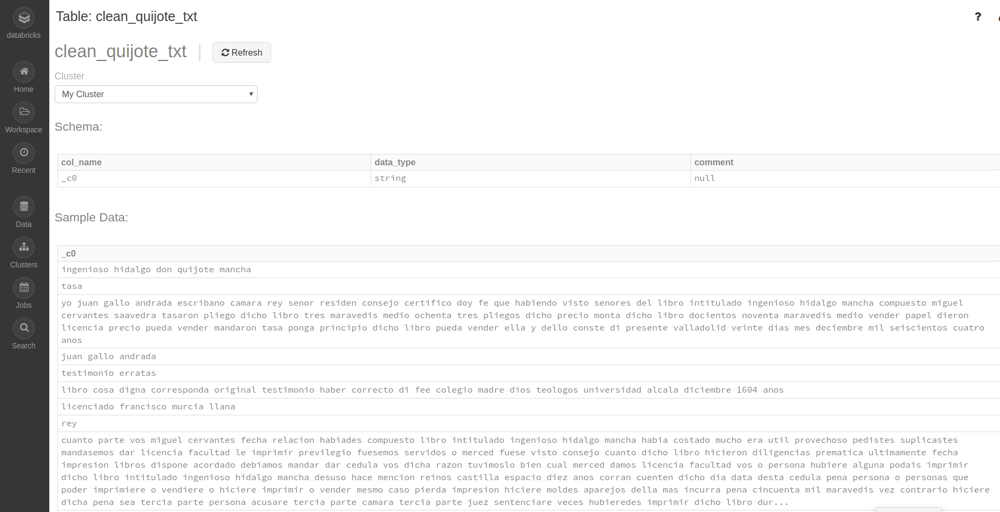 Table: clean_quijote_txt
?
databricks
Home
Workspace
Recent
Data
Clusters
Jobs
Search
clean_quijote_txt | Refresh
Cluster
My Cluster
Schema:
col_name data_type comment
_c0 string null
Sample Data:
_c0
ingenioso hidalgo don quijote mancha
tasa
yo juan gallo andrada escribano camara rey senor residen consejo certifico doy fe que habiendo visto senores del libro intitulado ingenioso hidalgo mancha compuesto miguel
cervantes saavedra tasaron pliego dicho libro tres maravedis medio ochenta tres pliegos dicho precio monta dicho libro docientos noventa maravedis medio vender papel dieron
licencia precio pueda vender mandaron tasa ponga principio dicho libro pueda vender ella y dello conste di presente valladolid veinte dias mes deciembre mil seiscientos cuatro
anos
juan gallo andrada
testimonio erratas
libro cosa digna corresponda original testimonio haber correcto di fee colegio madre dios teologos universidad alcala diciembre 1604 anos
licenciado francisco murcia llana
rey
cuanto parte vos miguel cervantes fecha relacion habiades compuesto libro intitulado ingenioso hidalgo mancha habia costado mucho era util provechoso pedistes suplicastes
mandasemos dar licencia facultad le imprimir previlegio fuesemos servidos o merced fuese visto consejo cuanto dicho libro hicieron diligencias prematica ultimamente fecha
impresion libros dispone acordado debiamos mandar dar cedula vos dicha razon tuvimoslo bien cual merced damos licencia facultad vos o persona hubiere alguna podais imprimir
dicho libro intitulado ingenioso hidalgo mancha desuso hace mencion reinos castilla espacio diez anos corran cuenten dicho dia data desta cedula pena persona o personas que
poder imprimiere o vendiere o hiciere imprimir o vender mesmo caso pierda impresion hiciere moldes aparejos della mas incurra pena cincuenta mil maravedis vez contrario hiciere
dicha pena sea tercia parte persona acusare tercia parte camara tercia parte juez sentenciare veces hubieredes imprimir dicho libro dur...